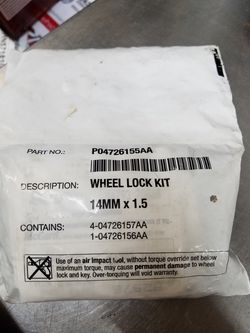 PART NO.: P04726155AA
DESCRIPTION: WHEEL LOCK KIT
14MM x 1.5
CONTAINS: 4-04726157AA
1-04726156AA
Use of an air impact tool, without torque override set below
maximum torque, may cause permanent damage to wheel
lock and key. Over-torquing will void warranty.